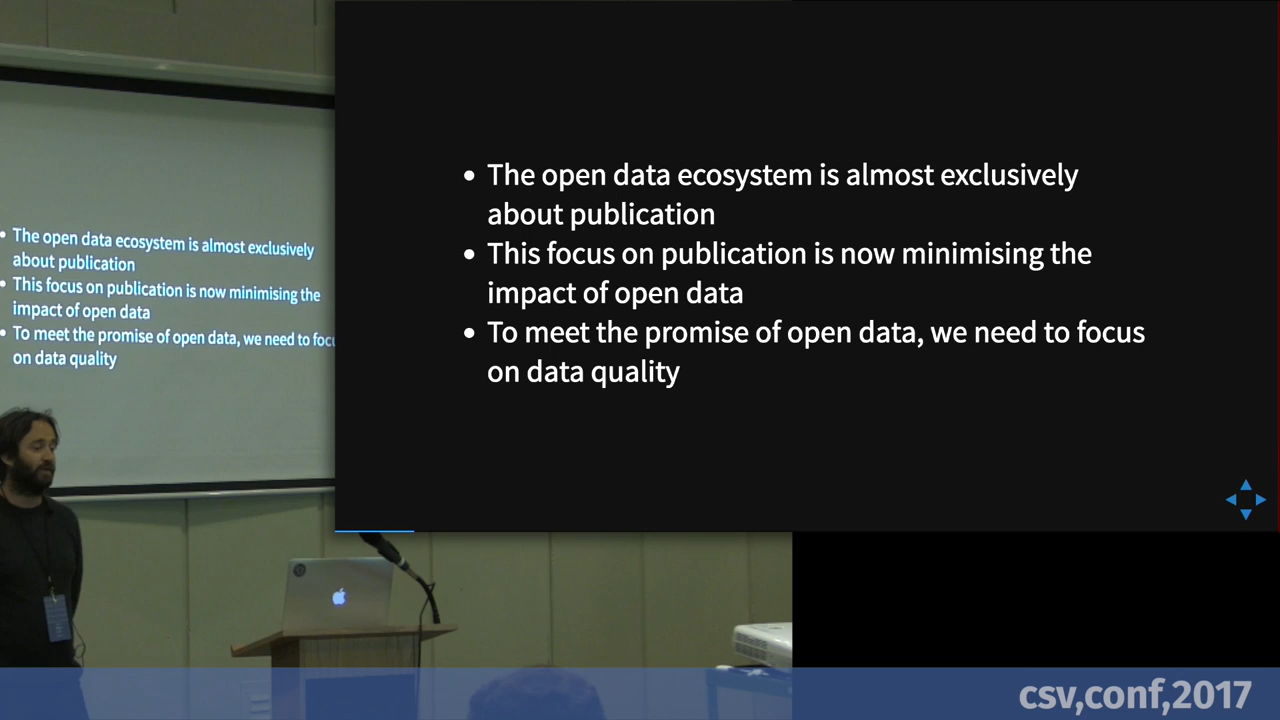 The open data ecosystem is almost exclusively
about publication
This focus on publication is now minimising the
impact of open data
To meet the promise of open data, we need to
focus
on data quality
The open data ecosystem is almost exclusively
about publication
This focus on publication is now minimising the
impact of open data
To meet the promise of open data, we need to focus
on data quality
csv,conf,2017